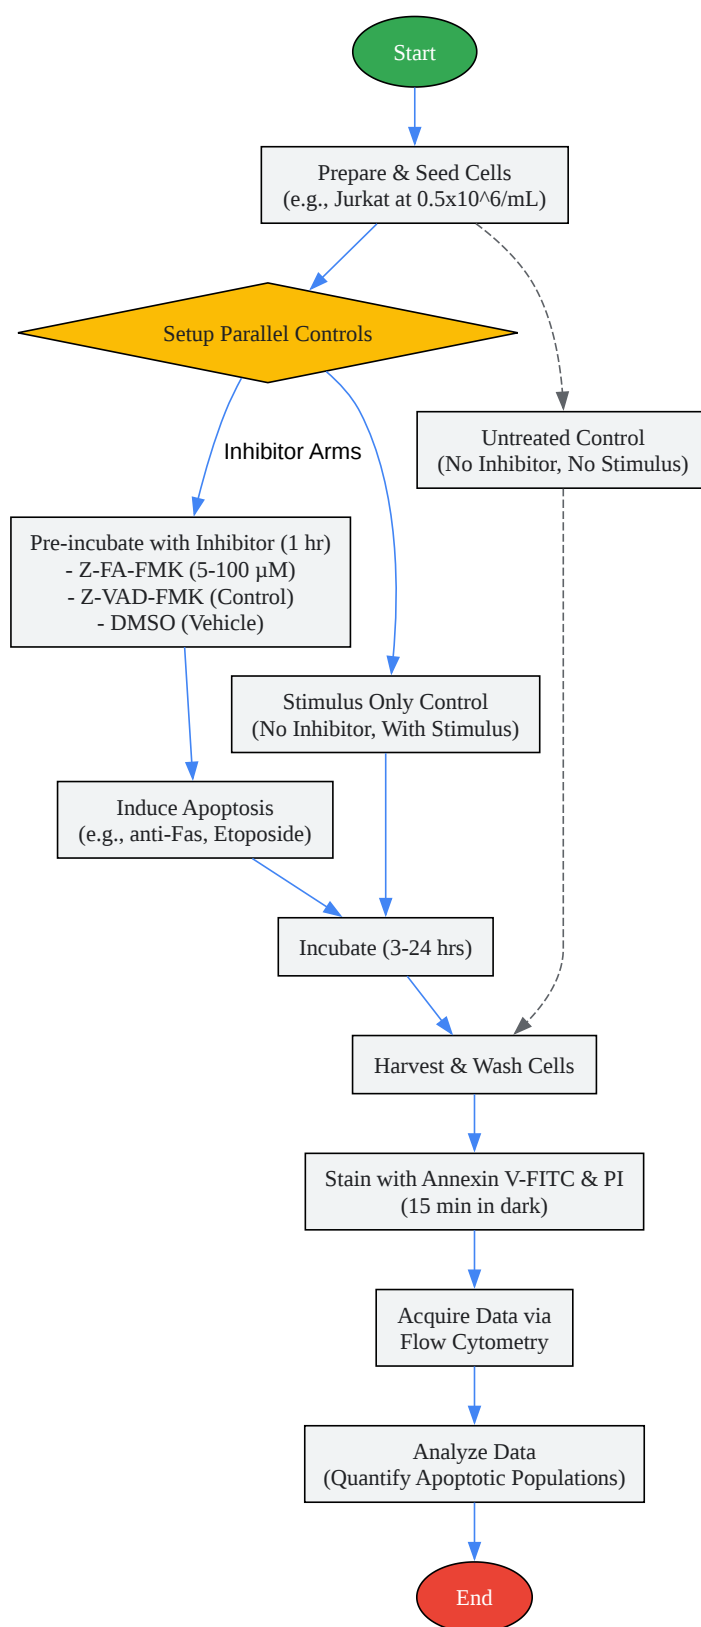 Start
Prepare & Seed Cells
(e.g., Jurkat at 0.5x10^6/mL)
Setup Parallel Controls
Untreated Control
(No Inhibitor, No Stimulus)
Inhibitor Arms
Pre-incubate with Inhibitor (1 hr)
- Z-FA-FMK (5-100 µM)
- Z-VAD-FMK (Control)
- DMSO (Vehicle)
Stimulus Only Control
(No Inhibitor, With Stimulus)
Induce Apoptosis
(e.g., anti-Fas, Etoposide)
Incubate (3-24 hrs)
Harvest & Wash Cells
Stain with Annexin V-FITC & PI
(15 min in dark)
Acquire Data via
Flow Cytometry
Analyze Data
(Quantify Apoptotic Populations)
End